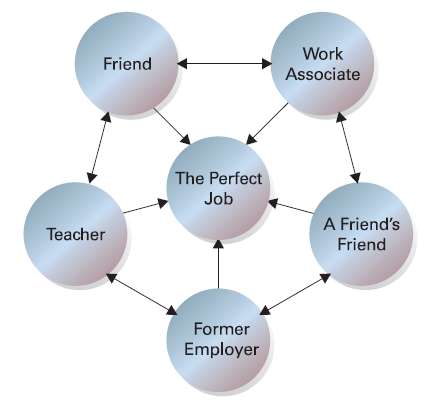 Friend
Work
Associate
The Perfect
Job
Teacher
A Friend's
Friend
Former
Employer